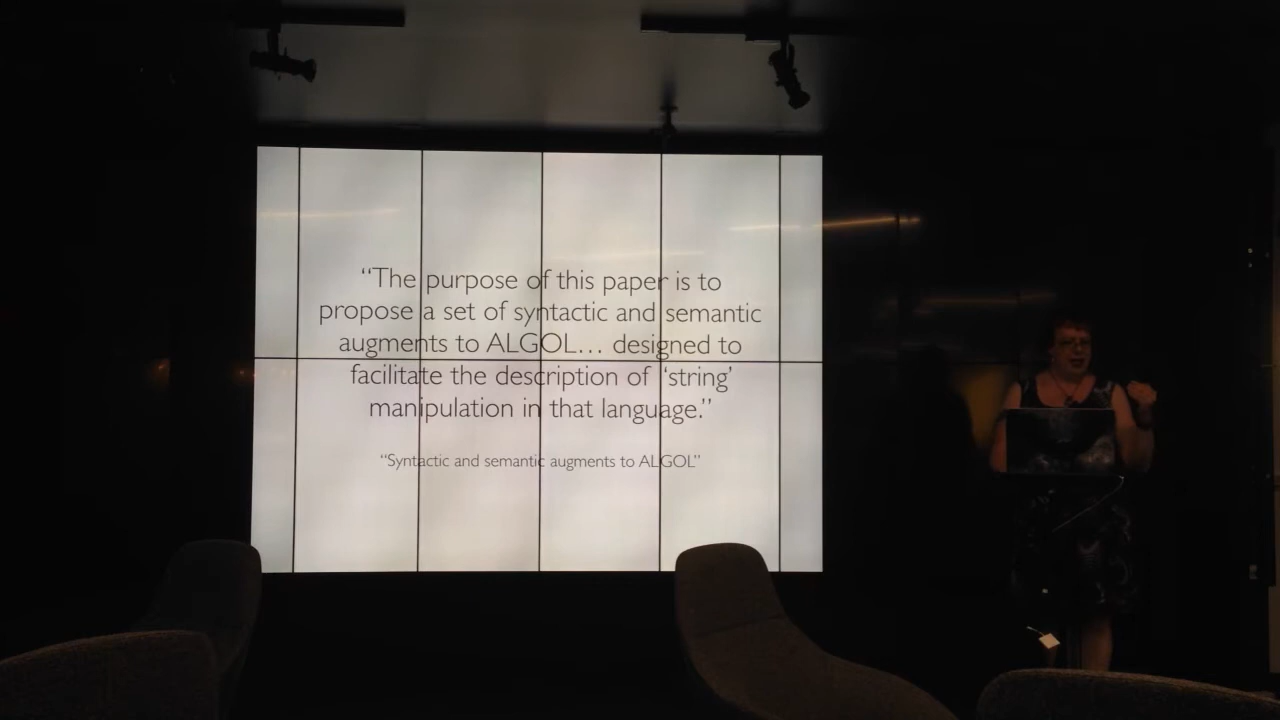 “The purpose of this paper is to
propose a set of syntactic and semantic
augments to ALGOL… designed to
facilitate the description of ‘string’
manipulation in that language.”
“Syntactic and semantic augments to ALGOL”